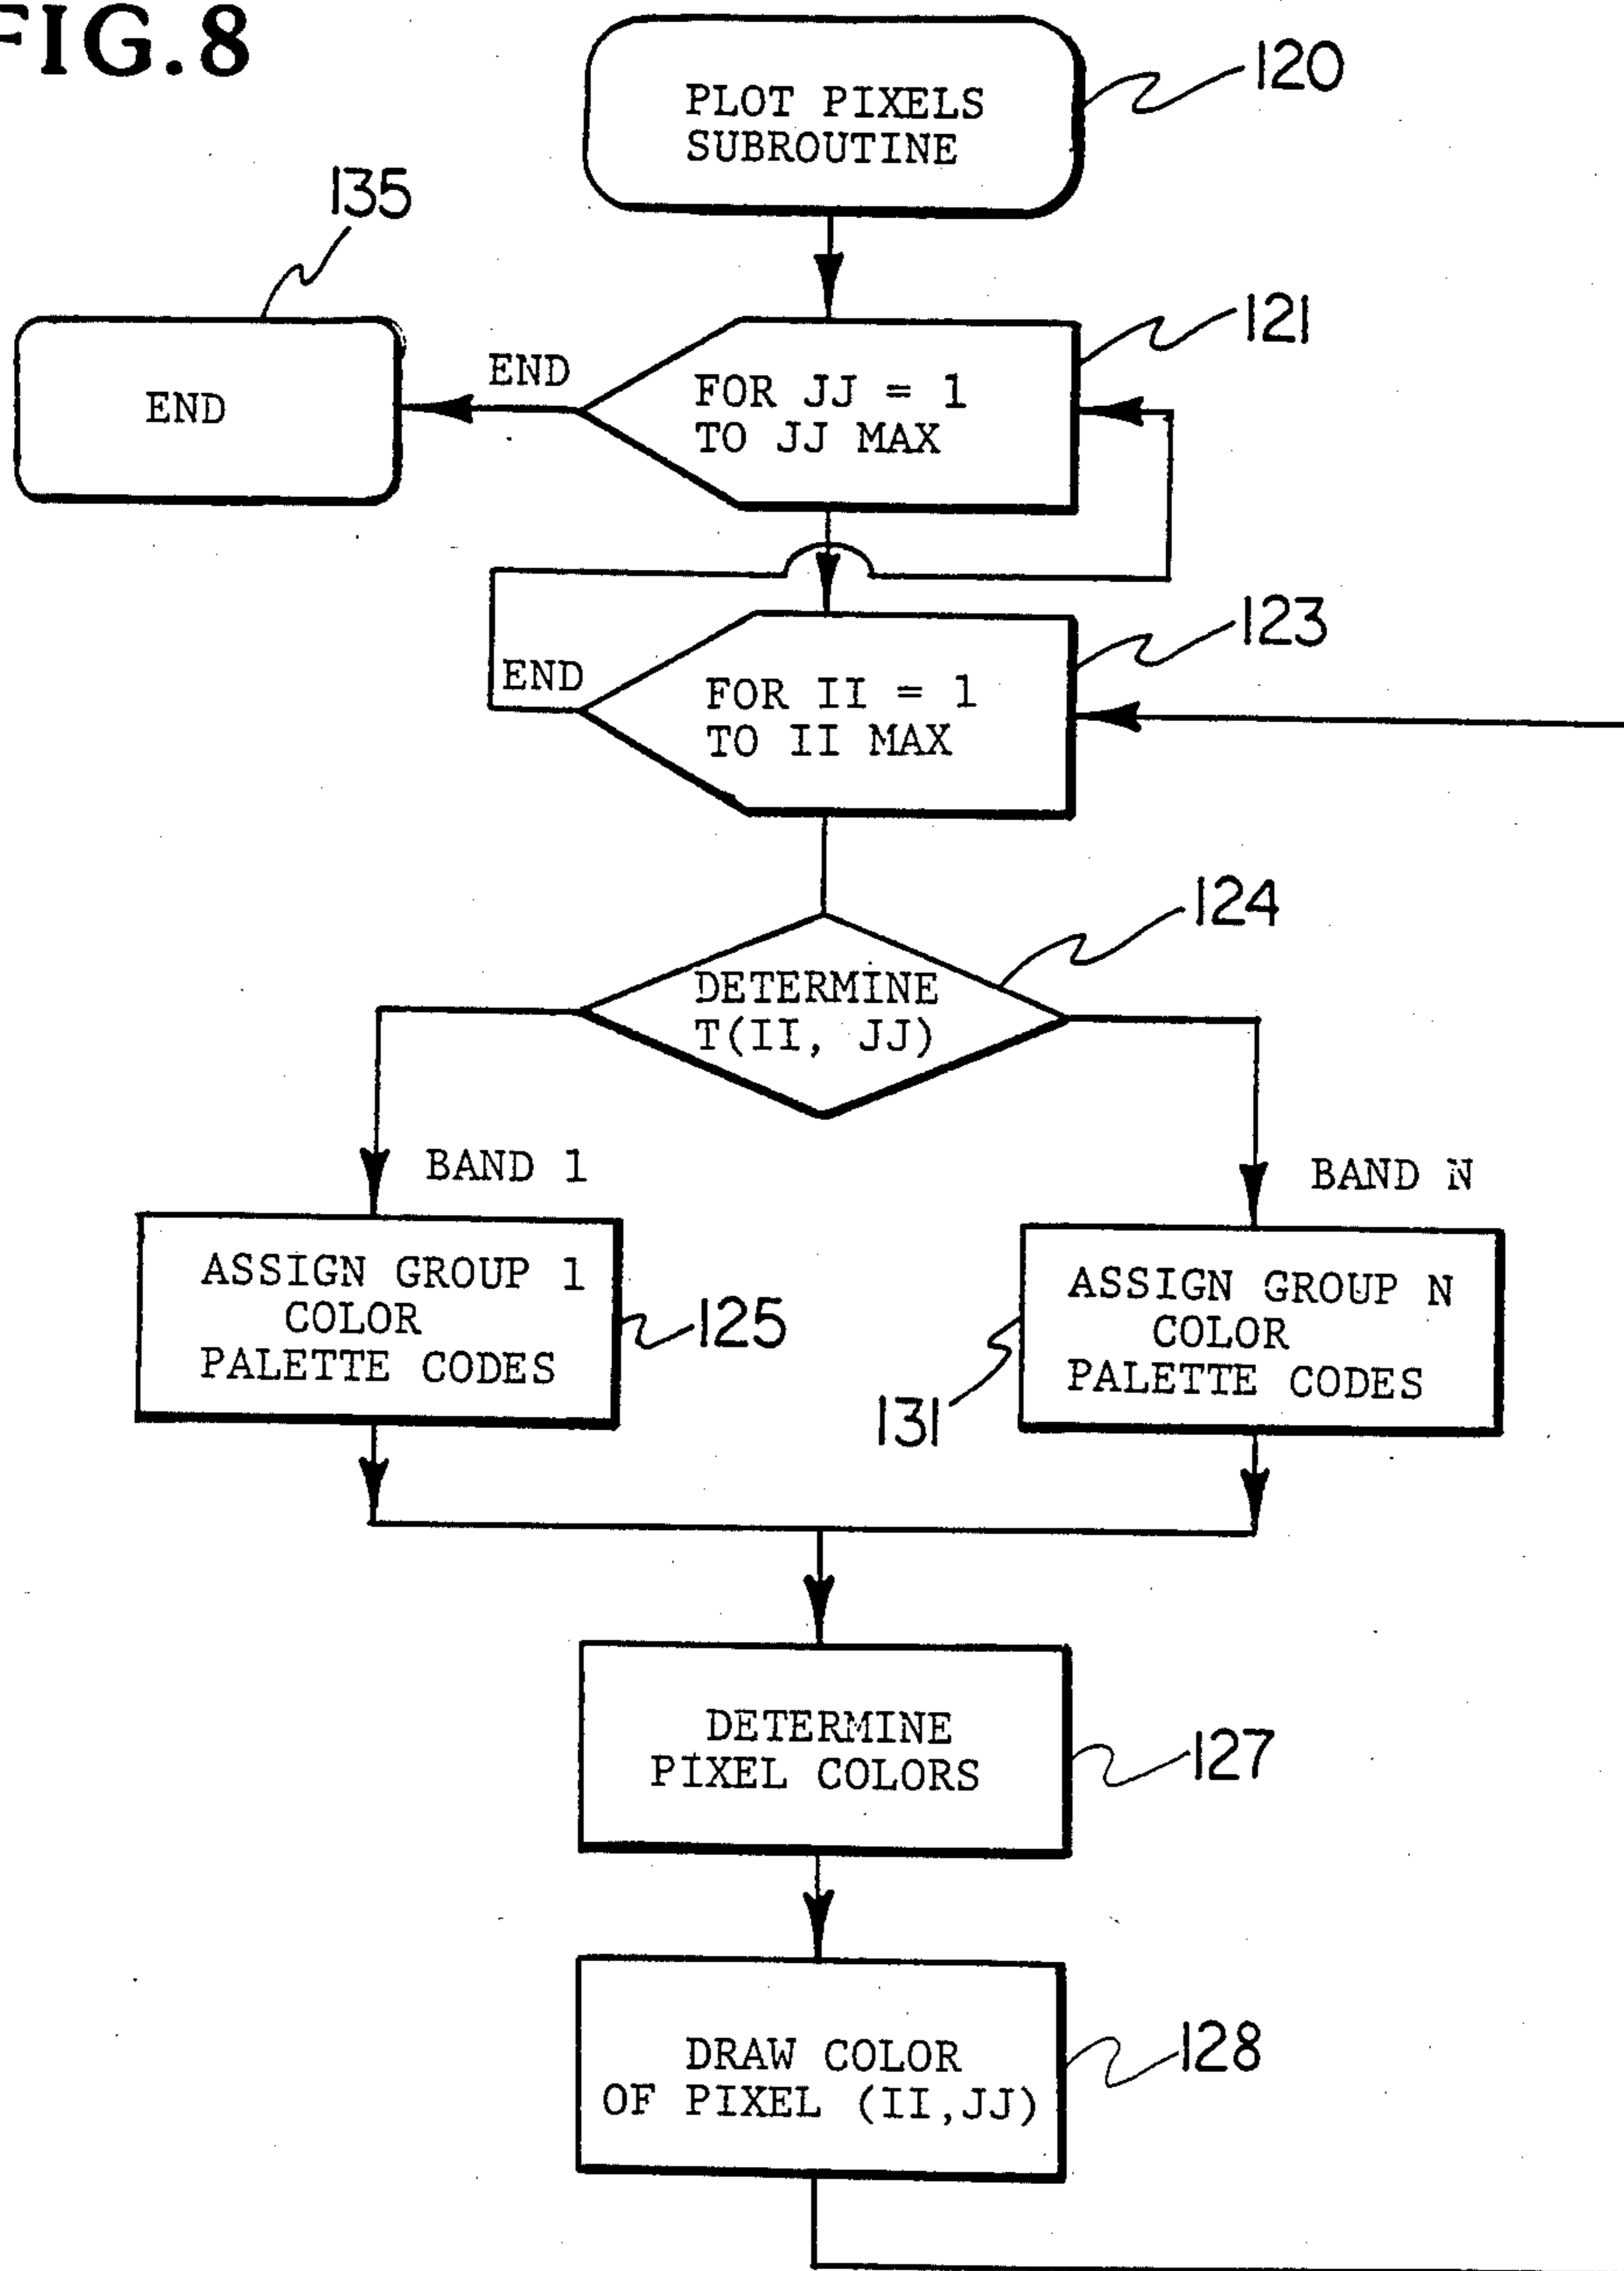 FIG.8
PLOT PIXELS
SUBROUTINE
120
135
END
END
FOR JJ = 1
TO JJ MAX
121
END
FOR II = 1
TO II MAX
123
DETERMINE
T(II, JJ)
124
BAND 1
BAND N
ASSIGN GROUP 1
COLOR
PALETTE CODES
125
ASSIGN GROUP N
COLOR
PALETTE CODES
131
DETERMINE
PIXEL COLORS
127
DRAW COLOR
OF PIXEL (II,JJ)
128